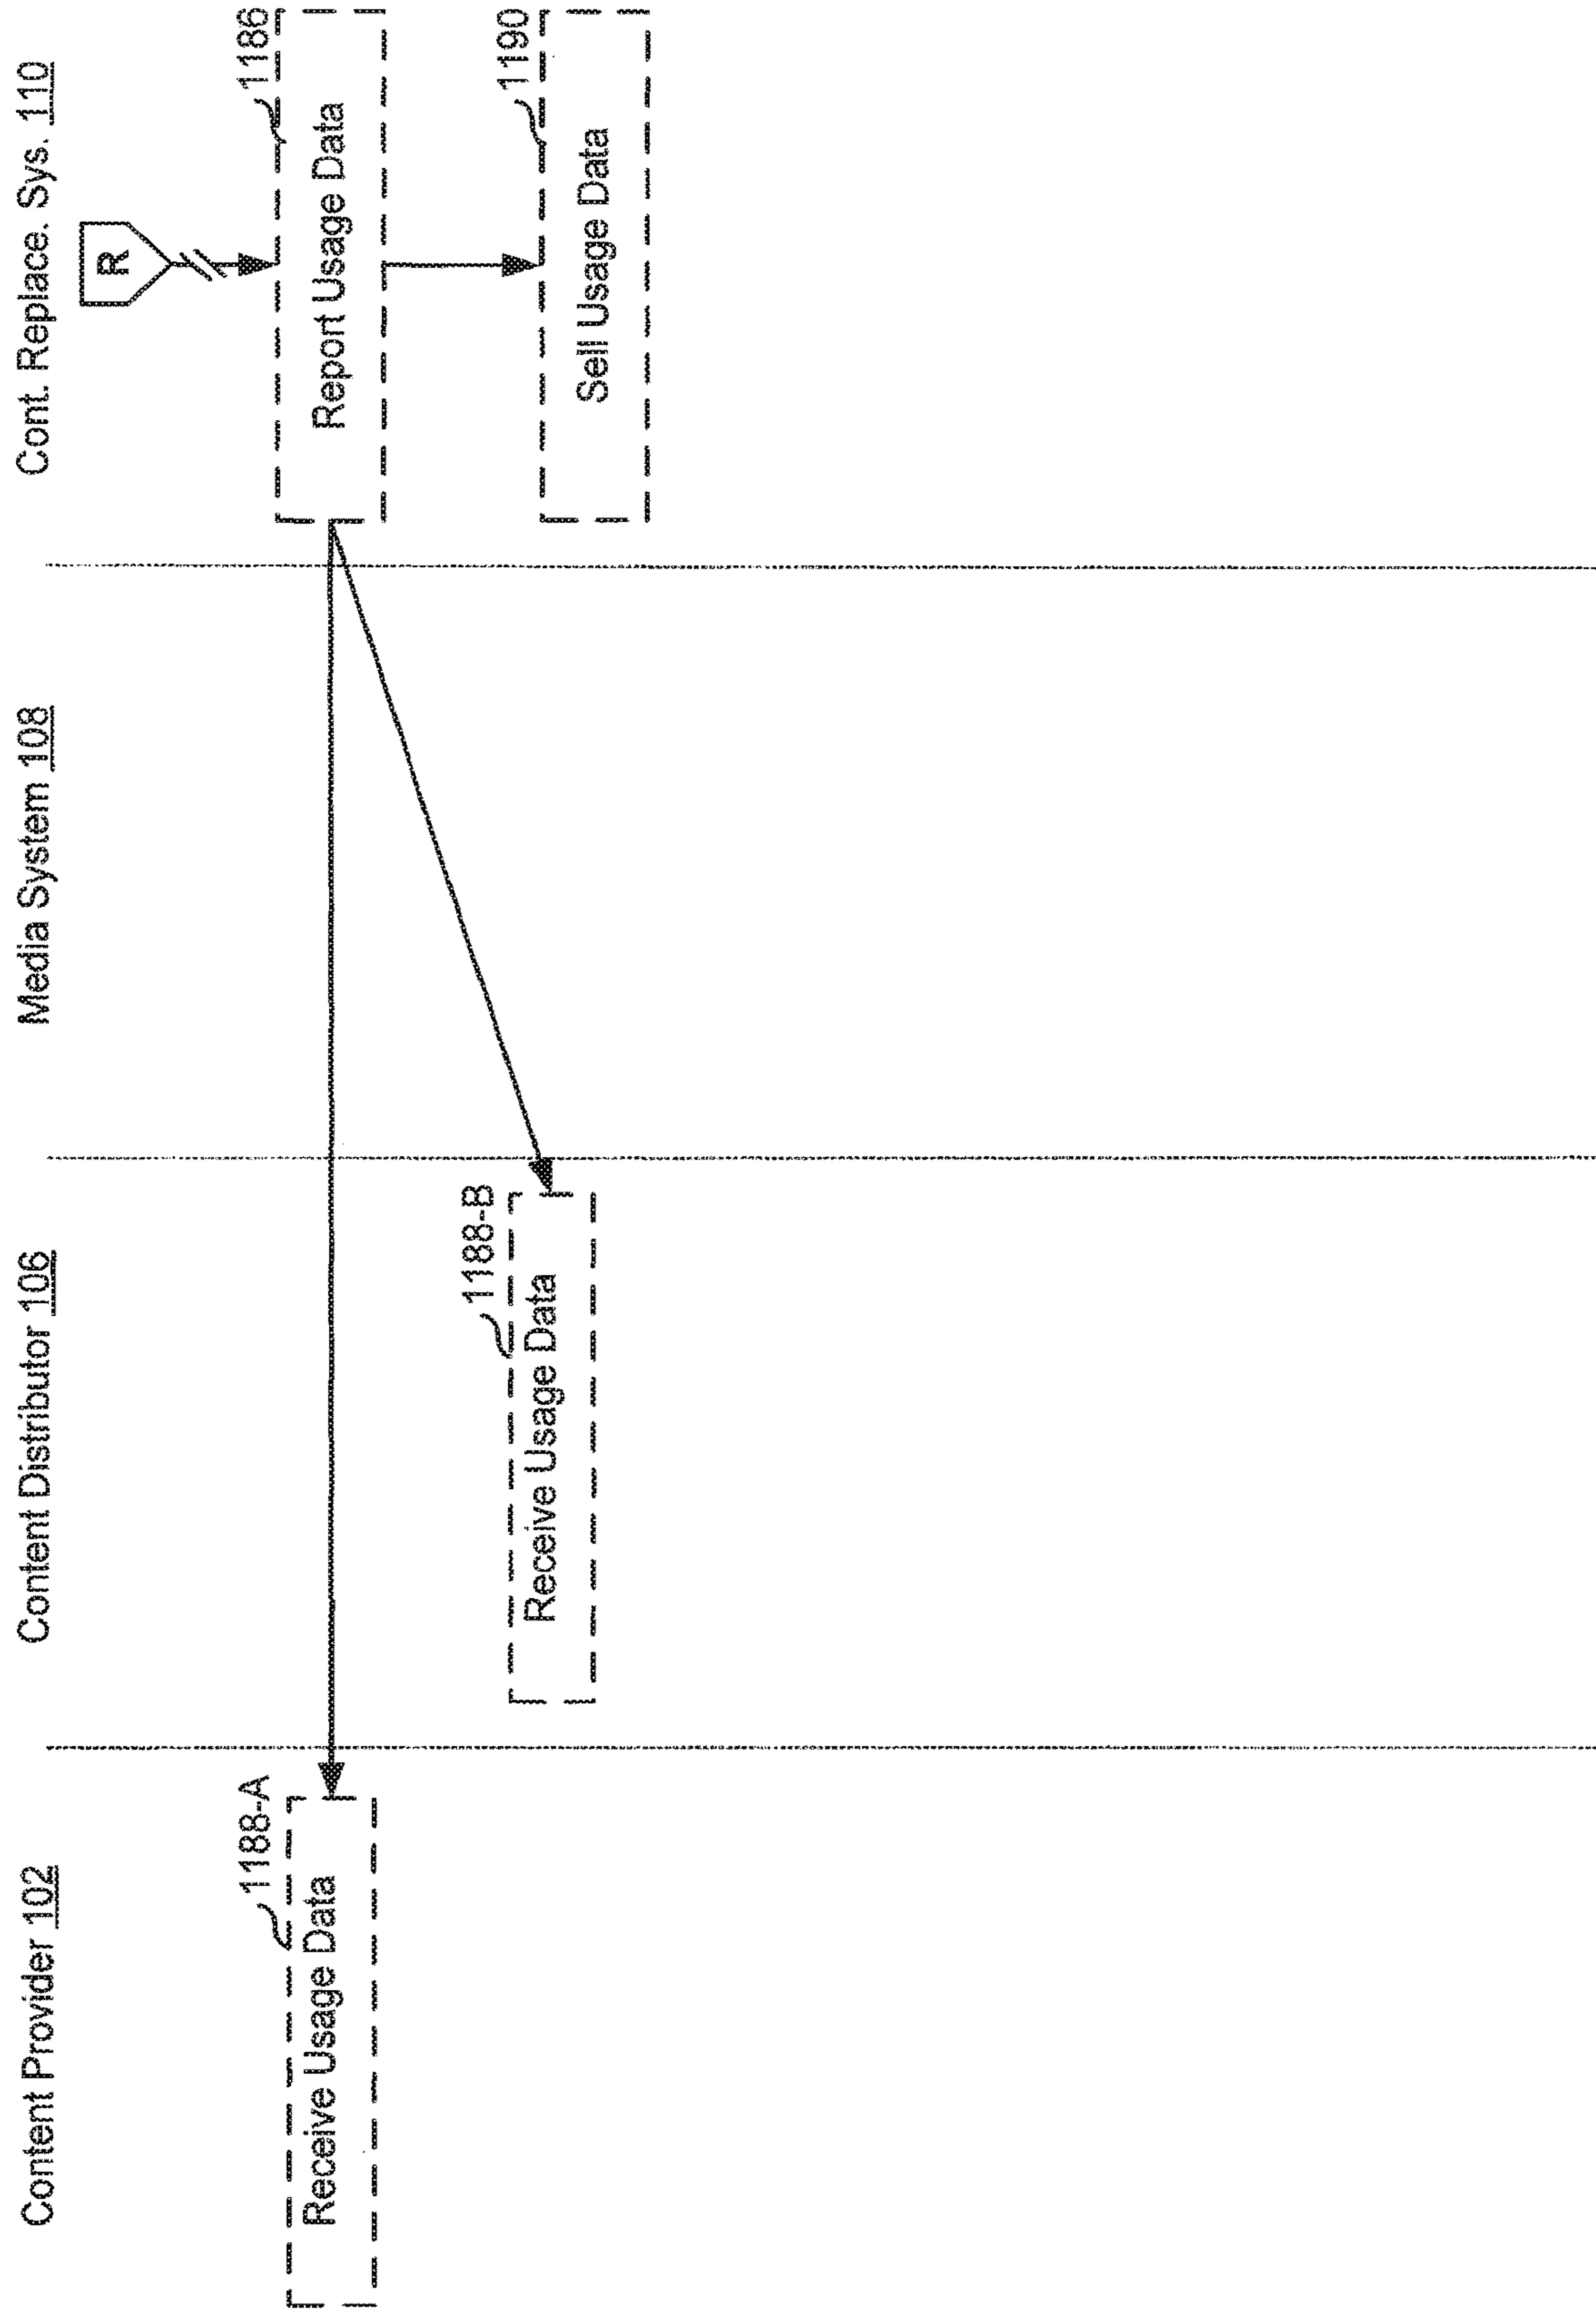 Content Provider 102
Content Distributor 106
Media System 108
Cont. Replace. Sys. 110
R
1186
Report Usage Data
1188-A
Receive Usage Data
1188-B
Receive Usage Data
1190
Sell Usage Data